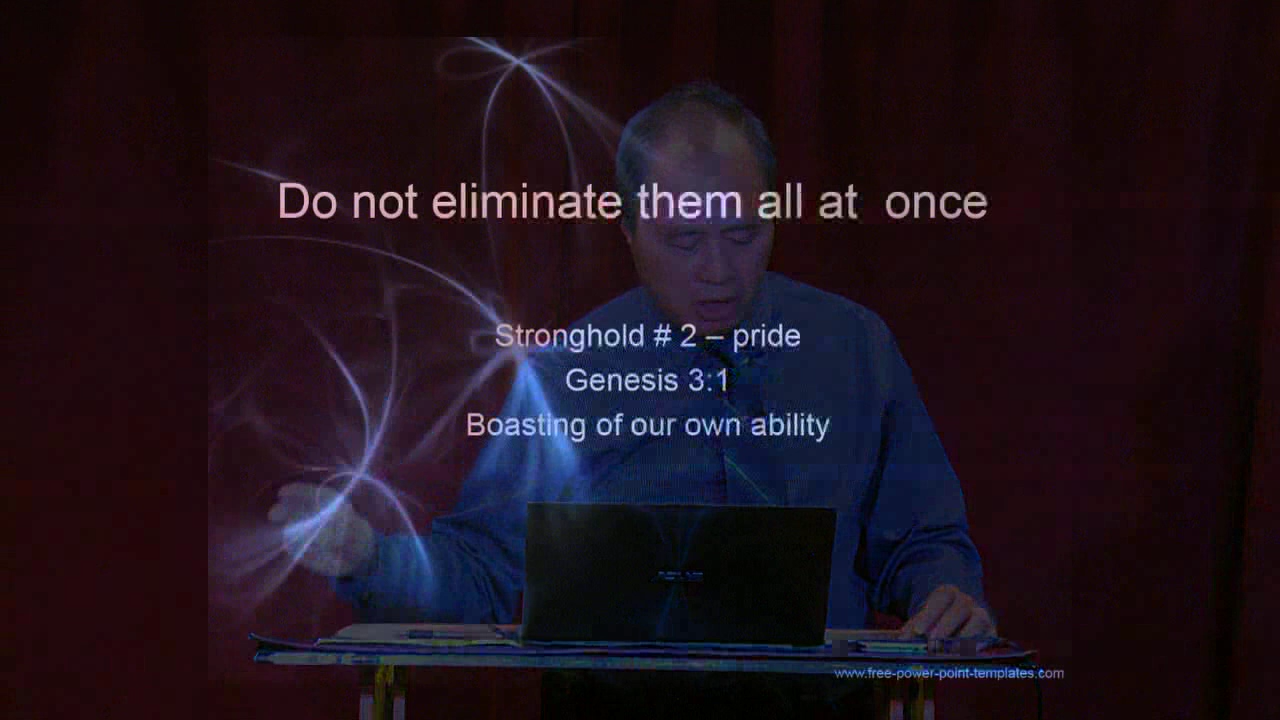 Do not eliminate them all at once
Stronghold # 2 – pride
Genesis 3:1
Boasting of our own ability
ASUS
www.free-power-point-templates.com